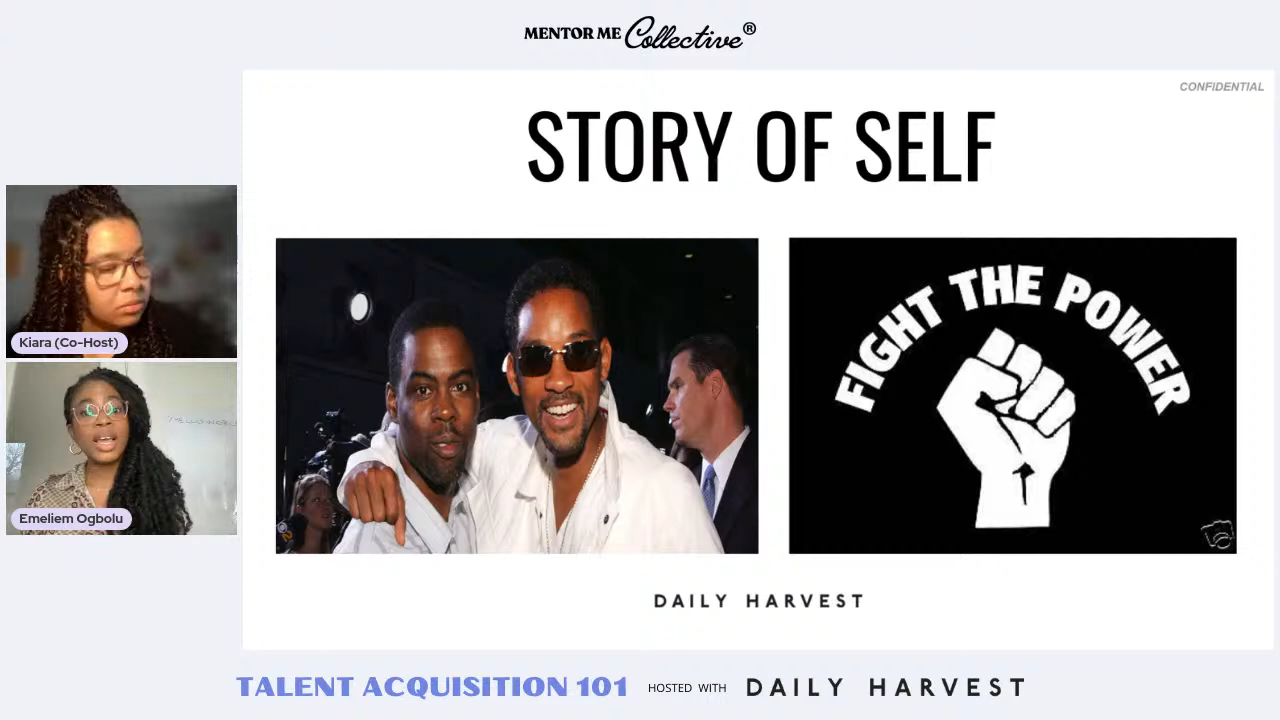 MENTOR ME Collective®
CONFIDENTIAL
STORY OF SELF
FIGHT THE POWER
Kiara (Co-Host)
Emeliem Ogbolu
DAILY HARVEST
TALENT ACQUISITION 101 HOSTED WITH DAILY HARVEST